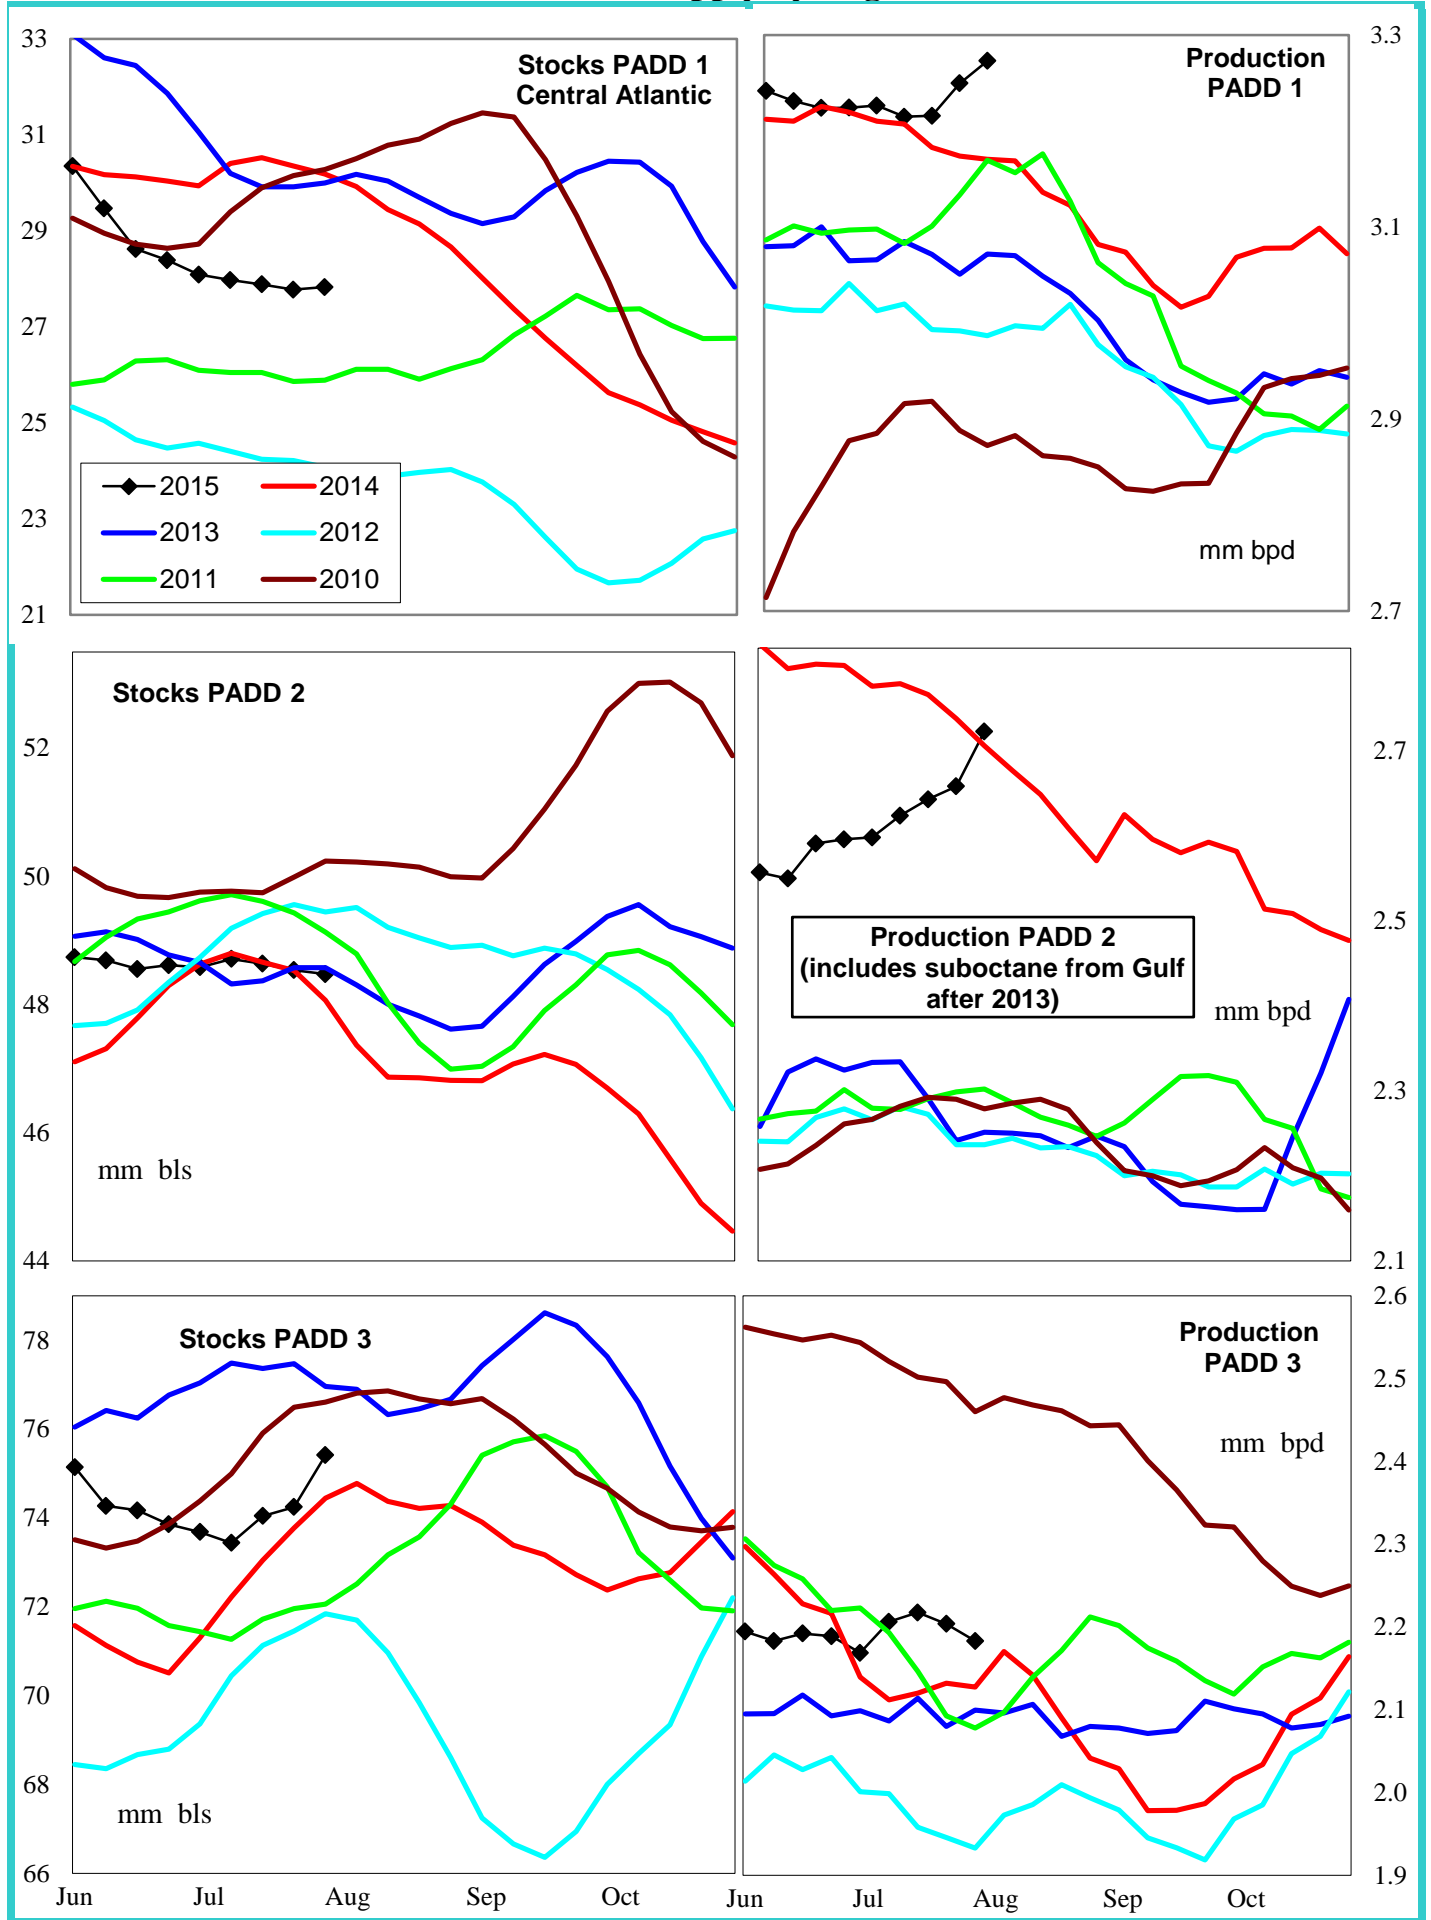 33
31
29
27
25
23
21
Stocks PADD 1
Central Atlantic
2015
2014
2013
2012
2011
2010
Production
PADD 1
mm bpd
3.3
3.1
2.9
2.7
Stocks PADD 2
52
50
48
46
44
mm bls
Production PADD 2
(includes suboctane from Gulf
after 2013)
mm bpd
2.7
2.5
2.3
2.1
Stocks PADD 3
78
76
74
72
70
68
66
mm bls
Jun Jul Aug Sep Oct
Production
PADD 3
mm bpd
2.6
2.5
2.4
2.3
2.2
2.1
2.0
1.9
Jun Jul Aug Sep Oct